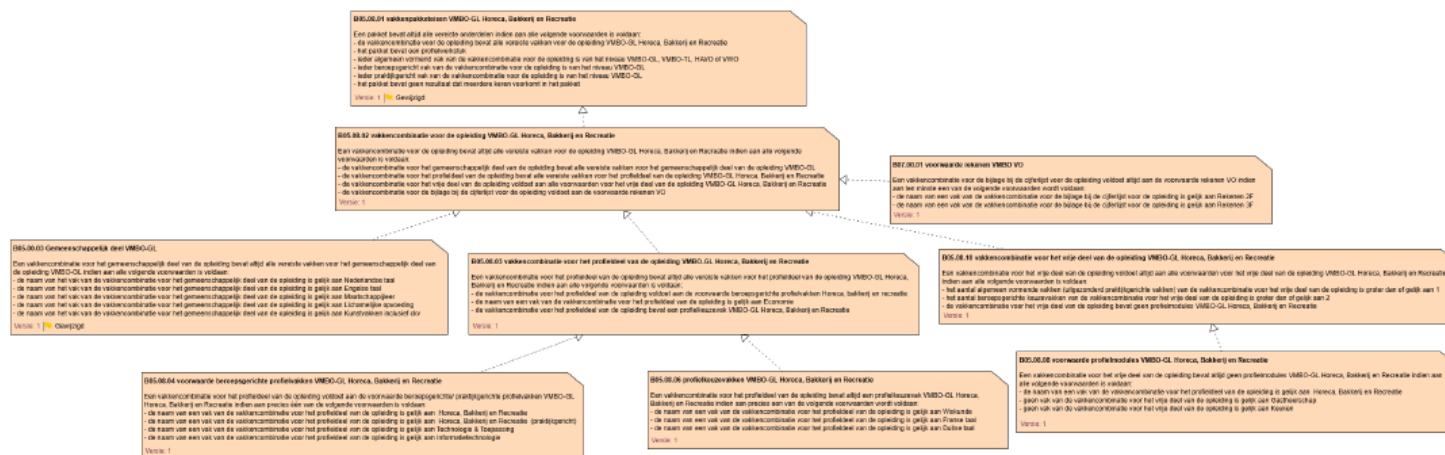 B05.08.01 vakkenpakketeisen VMBO-GL Horeca, Bakkerij en Recreatie
Een pakket bevat altijd alle vereiste onderdelen indien aan alle volgende voorwaarden is voldaan:
- de vakkencombinatie voor de opleiding bevat alle vereiste vakken voor de opleiding VMBO-GL Horeca, Bakkerij en Recreatie
- het pakket bevat een profielwerkstuk
- ieder algemeen vormend vak van de vakkencombinatie voor de opleiding is van het niveau VMBO-GL, VMBO-TL, HAVO of VWO
- ieder beroepsgericht vak van de vakkencombinatie voor de opleiding is van het niveau VMBO-GL
- ieder praktijkgericht vak van de vakkencombinatie voor de opleiding is van het niveau VMBO-GL
- het pakket bevat geen resultaat dat meerdere keren voorkomt in het pakket
Versie: 1 Gewijzigd
B05.08.02 vakkencombinatie voor de opleiding VMBO-GL Horeca, Bakkerij en Recreatie
Een vakkencombinatie voor de opleiding bevat altijd alle vereiste vakken voor de opleiding VMBO-GL Horeca, Bakkerij en Recreatie indien aan alle volgende
voorwaarden is voldaan:
- de vakkencombinatie voor het gemeenschappelijk deel van de opleiding bevat alle vereiste vakken voor het gemeenschappelijk deel van de opleiding VMBO-GL
- de vakkencombinatie voor het profieldeel van de opleiding bevat alle vereiste vakken voor het profieldeel van de opleiding VMBO-GL Horeca, Bakkerij en Recreatie
- de vakkencombinatie voor het vrije deel van de opleiding voldoet aan alle voorwaarden voor het vrije deel van de opleiding VMBO-GL Horeca, Bakkerij en Recreatie
- de vakkencombinatie voor de bijlage bij de cijferlijst voor de opleiding voldoet aan de voorwaarde rekenen VO
Versie: 1
B07.00.01 voorwaarde rekenen VMBO VO
Een vakkencombinatie voor de bijlage bij de cijferlijst voor de opleiding voldoet altijd aan de voorwaarde rekenen VO indien
aan ten minste een van de volgende voorwaarden wordt voldaan:
- de naam van een vak van de vakkencombinatie voor de bijlage bij de cijferlijst voor de opleiding is gelijk aan Rekenen 2F
- de naam van een vak van de vakkencombinatie voor de bijlage bij de cijferlijst voor de opleiding is gelijk aan Rekenen 3F
Versie: 1
B05.00.03 Gemeenschappelijk deel VMBO-GL
Een vakkencombinatie voor het gemeenschappelijk deel van de opleiding bevat altijd alle vereiste vakken voor het gemeenschappelijk deel van
de opleiding VMBO-GL indien aan alle volgende voorwaarden is voldaan:
- de naam van het vak van de vakkencombinatie voor het gemeenschappelijk deel van de opleiding is gelijk aan Nederlandse taal
- de naam van het vak van de vakkencombinatie voor het gemeenschappelijk deel van de opleiding is gelijk aan Engelse taal
- de naam van het vak van de vakkencombinatie voor het gemeenschappelijk deel van de opleiding is gelijk aan Maatschappijleer
- de naam van het vak van de vakkencombinatie voor het gemeenschappelijk deel van de opleiding is gelijk aan Lichamelijke opvoeding
- de naam van het vak van de vakkencombinatie voor het gemeenschappelijk deel van de opleiding is gelijk aan Kunstvakken inclusief ckv
Versie: 1 Gewijzigd
B05.08.03 vakkencombinatie voor het profieldeel van de opleiding VMBO-GL Horeca, Bakkerij en Recreatie
Een vakkencombinatie voor het profieldeel van de opleiding bevat altijd alle vereiste vakken voor het profieldeel van de opleiding VMBO-GL Horeca,
Bakkerij en Recreatie indien aan alle volgende voorwaarden is voldaan:
- de vakkencombinatie voor het profieldeel van de opleiding voldoet aan de voorwaarde beroepsgerichte profielvakken Horeca, bakkerij en recreatie
- de naam van een vak van de vakkencombinatie voor het profieldeel van de opleiding is gelijk aan Economie
- de vakkencombinatie voor het profieldeel van de opleiding bevat een profielkeuzevak VMBO-GL Horeca, Bakkerij en Recreatie
Versie: 1
B05.08.10 vakkencombinatie voor het vrije deel van de opleiding VMBO-GL Horeca, Bakkerij en Recreatie
Een vakkencombinatie voor het vrije deel van de opleiding voldoet altijd aan alle voorwaarden voor het vrije deel van de opleiding VMBO-GL Horeca, Bakkerij en Recreatie
indien aan alle volgende voorwaarden is voldaan:
- het aantal algemeen vormende vakken (uitgezonderd praktijkgerichte vakken) van de vakkencombinatie voor het vrije deel van de opleiding is groter dan of gelijk aan 1
- het aantal beroepsgerichte keuzevakken van de vakkencombinatie voor het vrije deel van de opleiding is groter dan of gelijk aan 2
- de vakkencombinatie voor het vrije deel van de opleiding bevat geen profielmodules VMBO-GL Horeca, Bakkerij en Recreatie
Versie: 1
B05.08.04 voorwaarde beroepsgerichte profielvakken VMBO-GL Horeca, Bakkerij en Recreatie
Een vakkencombinatie voor het profieldeel van de opleiding voldoet aan de voorwaarde beroepsgerichte/ praktijkgerichte profielvakken VMBO-GL
Horeca, Bakkerij en Recreatie indien aan precies één van de volgende voorwaarden is voldaan:
- de naam van een vak van de vakkencombinatie voor het profieldeel van de opleiding is gelijk aan Horeca, Bakkerij en Recreatie
- de naam van een vak van de vakkencombinatie voor het profieldeel van de opleiding is gelijk aan Horeca, Bakkerij en Recreatie (praktijkgericht)
- de naam van een vak van de vakkencombinatie voor het profieldeel van de opleiding is gelijk aan Technologie & Toepassing
- de naam van een vak van de vakkencombinatie voor het profieldeel van de opleiding is gelijk aan Informatietechnologie
Versie: 1
B05.08.06 profielkeuzevakken VMBO-GL Horeca, Bakkerij en Recreatie
Een vakkencombinatie voor het profieldeel van de opleiding bevat altijd een profielkeuzevak VMBO-GL Horeca,
Bakkerij en Recreatie indien aan precies een van de volgende voorwaarden wordt voldaan:
- de naam van een vak van de vakkencombinatie voor het profieldeel van de opleiding is gelijk aan Wiskunde
- de naam van een vak van de vakkencombinatie voor het profieldeel van de opleiding is gelijk aan Franse taal
- de naam van een vak van de vakkencombinatie voor het profieldeel van de opleiding is gelijk aan Duitse taal
Versie: 1
B05.08.08 voorwaarde profielmodules VMBO-GL Horeca, Bakkerij en Recreatie
Een vakkencombinatie voor het vrije deel van de opleiding bevat altijd geen profielmodules VMBO-GL Horeca, Bakkerij en Recreatie indien aan
alle volgende voorwaarden is voldaan:
- de naam van een vak van de vakkencombinatie voor het profieldeel van de opleiding is gelijk aan Horeca, Bakkerij en Recreatie
- geen vak van de vakkencombinatie voor het vrije deel van de opleiding is gelijk aan Gastheerschap
- geen vak van de vakkencombinatie voor het vrije deel van de opleiding is gelijk aan Keuken
Versie: 1